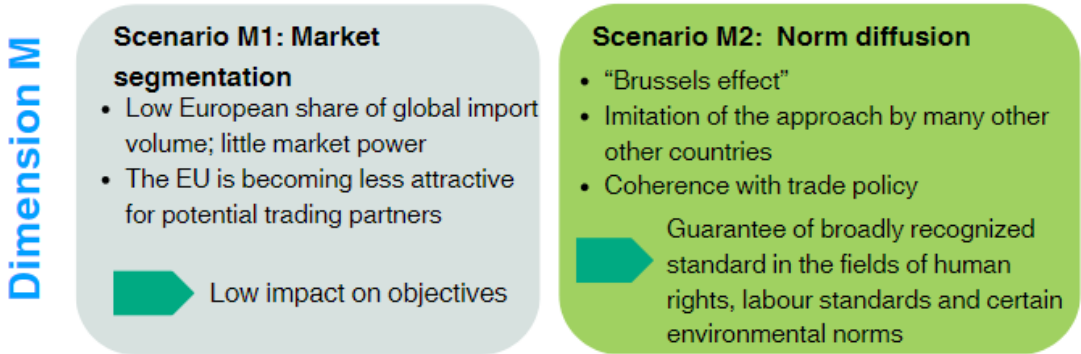 Dimension M
Scenario M1: Market
segmentation
• Low European share of global import
volume; little market power
• The EU is becoming less attractive
for potential trading partners
Low impact on objectives
Scenario M2:  Norm diffusion
• “Brussels effect”
• Imitation of the approach by many other
other countries
• Coherence with trade policy
Guarantee of broadly recognized
standard in the fields of human
rights, labour standards and certain
environmental norms